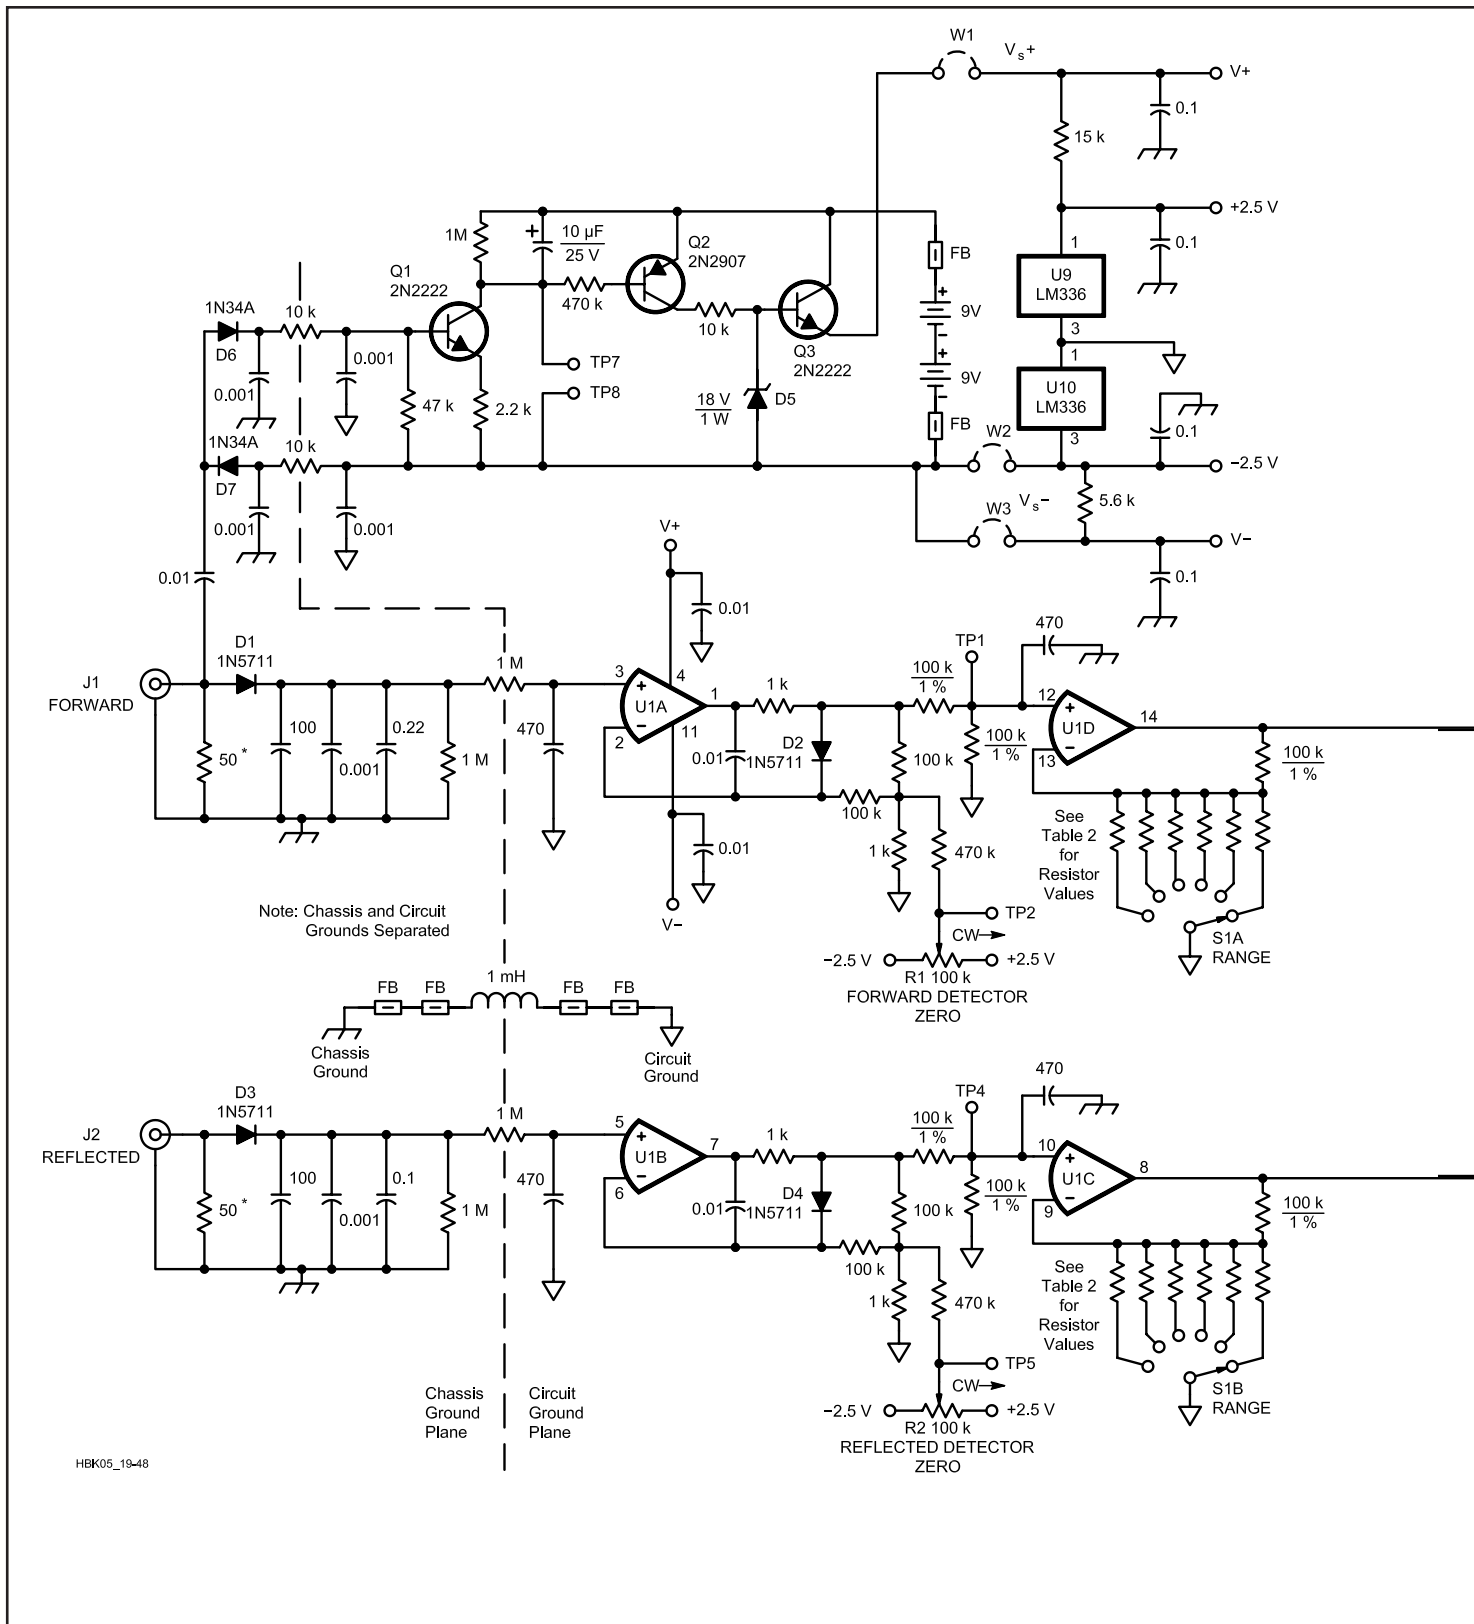 W1
Vs+
V+
0.1
15 k
+2.5 V
0.1
1M
+
10 µF
25 V
Q2
2N2907
FB
1
U9
LM336
3
Q1
2N2222
470 k
10 k
+
9V
−
1N34A
10 k
D6
0.001
0.001
TP7
Q3
2N2222
+
9V
−
1
U10
LM336
3
TP8
47 k
2.2 k
18 V
1 W
D5
FB
0.1
1N34A
10 k
D7
W2
−2.5 V
0.001
0.001
W3
Vs−
5.6 k
V−
0.1
V+
0.01
0.01
470
TP1
D1
1N5711
1 M
100 k
1 %
J1
FORWARD
3
+
4
U1A
1
−
2
11
1 k
12
+
U1D
14
−
13
50 *
100
0.001
0.22
1 M
470
0.01
D2
1N5711
100 k
100 k
1 %
100 k
1 %
100 k
0.01
1 k
470 k
See
Table 2
for
Resistor
Values
Note: Chassis and Circuit
Grounds Separated
V−
TP2
CW
S1A
RANGE
−2.5 V
+2.5 V
R1 100 k
FORWARD DETECTOR
ZERO
FB
FB
1 mH
FB
FB
Chassis
Ground
Circuit
Ground
470
TP4
D3
1N5711
1 M
100 k
1 %
J2
REFLECTED
5
+
U1B
7
−
6
1 k
10
+
U1C
8
−
9
50 *
100
0.001
0.1
1 M
470
0.01
D4
1N5711
100 k
100 k
1 %
100 k
1 %
100 k
1 k
470 k
See
Table 2
for
Resistor
Values
TP5
CW
S1B
RANGE
Chassis
Ground
Plane
Circuit
Ground
Plane
−2.5 V
+2.5 V
R2 100 k
REFLECTED DETECTOR
ZERO
HBK05_19-48